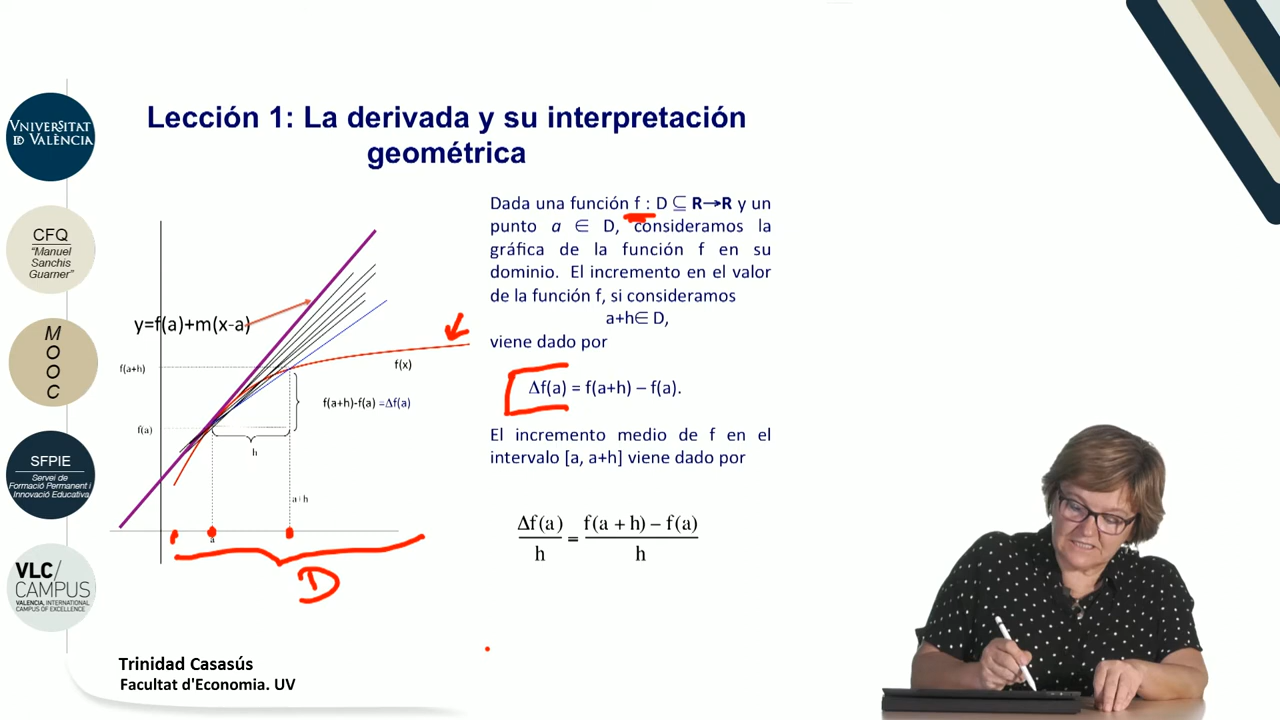 Lección 1: La derivada y su interpretación
geométrica
VNIVERSITAT
DE VALÈNCIA
CFQ
“Manuel
Sanchis
Guarner”
M
O
O
C
SFPIE
Servei de
Formació Permanent i
Innovació Educativa
VLC/
CAMPUS
VALENCIA, INTERNATIONAL
CAMPUS OF EXCELLENCE
y=f(a)+m(x-a)
f(a+h)
f(x)
f(a+h)-f(a) =Δf(a)
f(a)
h
a+h
a
D
Dada una función f : D ⊆ R→R y un
punto a ∈ D, consideramos la
gráfica de la función f en su
dominio. El incremento en el valor
de la función f, si consideramos
a+h∈ D,
viene dado por
Δf(a) = f(a+h) – f(a).
El incremento medio de f en el
intervalo [a, a+h] viene dado por
Δf(a)/h = f(a + h) – f(a)/h
Trinidad Casasús
Facultat d'Economia. UV